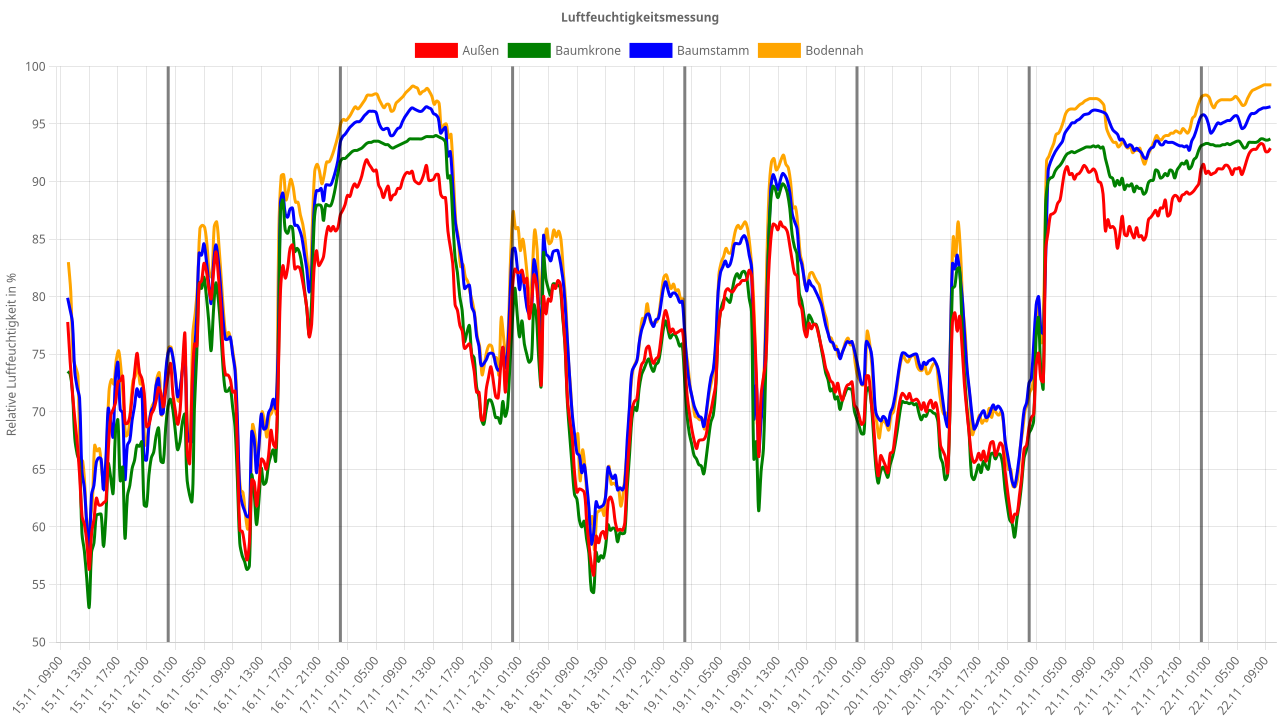 Luftfeuchtigkeitsmessung
Außen Baumkrone Baumstamm Bodennah
Relative Luftfeuchtigkeit in %
100
95
90
85
80
75
70
65
60
55
50
15.11 - 09:00
15.11 - 13:00
15.11 - 17:00
15.11 - 21:00
16.11 - 01:00
16.11 - 05:00
16.11 - 09:00
16.11 - 13:00
16.11 - 17:00
16.11 - 21:00
17.11 - 01:00
17.11 - 05:00
17.11 - 09:00
17.11 - 13:00
17.11 - 17:00
17.11 - 21:00
18.11 - 01:00
18.11 - 05:00
18.11 - 09:00
18.11 - 13:00
18.11 - 17:00
18.11 - 21:00
19.11 - 01:00
19.11 - 05:00
19.11 - 09:00
19.11 - 13:00
19.11 - 17:00
19.11 - 21:00
20.11 - 01:00
20.11 - 05:00
20.11 - 09:00
20.11 - 13:00
20.11 - 17:00
20.11 - 21:00
21.11 - 01:00
21.11 - 05:00
21.11 - 09:00
21.11 - 13:00
21.11 - 17:00
21.11 - 21:00
22.11 - 01:00
22.11 - 05:00
22.11 - 09:00